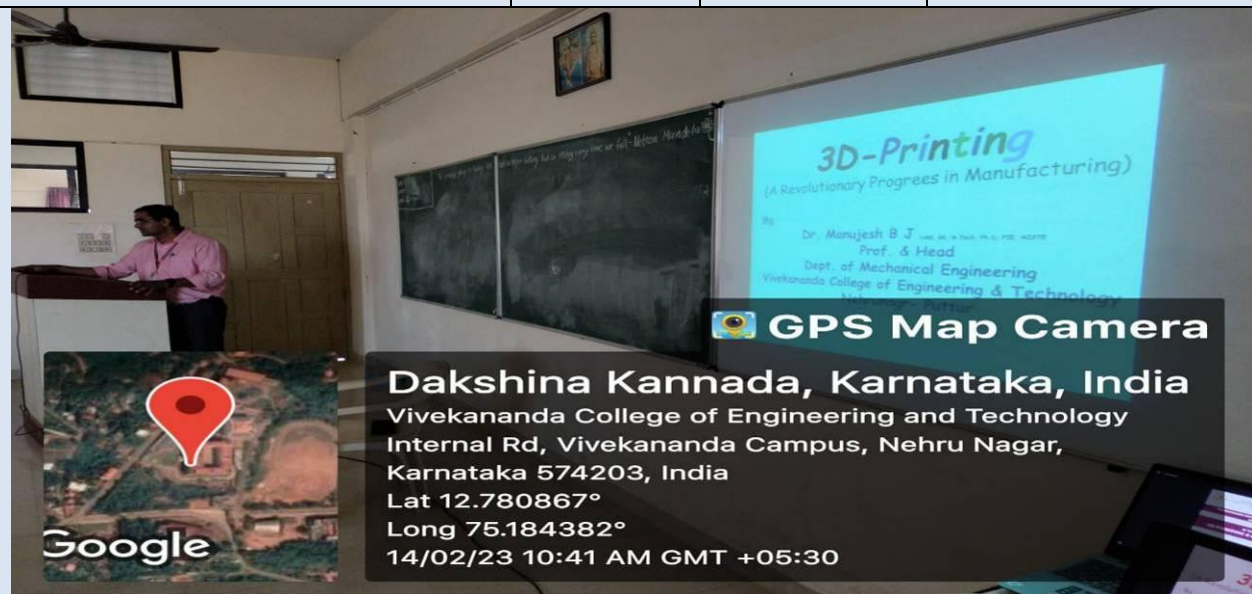 3D-Printing
(A Revolutionary Progrees in Manufacturing)
By,
Dr. Manujesh B J
Prof. & Head
Dept. of Mechanical Engineering
Vivekananda College of Engineering & Technology
Nehrunagr- Puttur
GPS Map Camera
Dakshina Kannada, Karnataka, India
Vivekananda College of Engineering and Technology
Internal Rd, Vivekananda Campus, Nehru Nagar,
Karnataka 574203, India
Lat 12.780867°
Long 75.184382°
14/02/23 10:41 AM GMT +05:30
Google